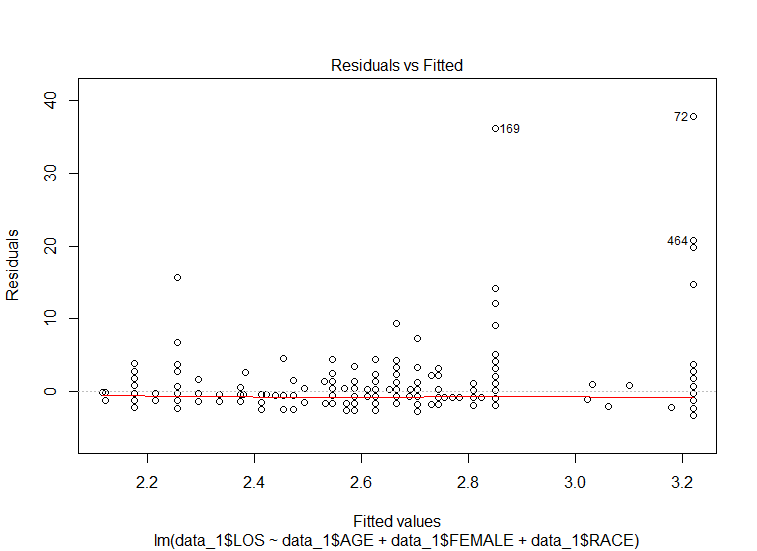 Residuals vs Fitted
Residuals
40
30
20
10
0
169
72
464
2.2 2.4 2.6 2.8 3.0 3.2
Fitted values
lm(data_1$LOS ~ data_1$AGE + data_1$FEMALE + data_1$RACE)